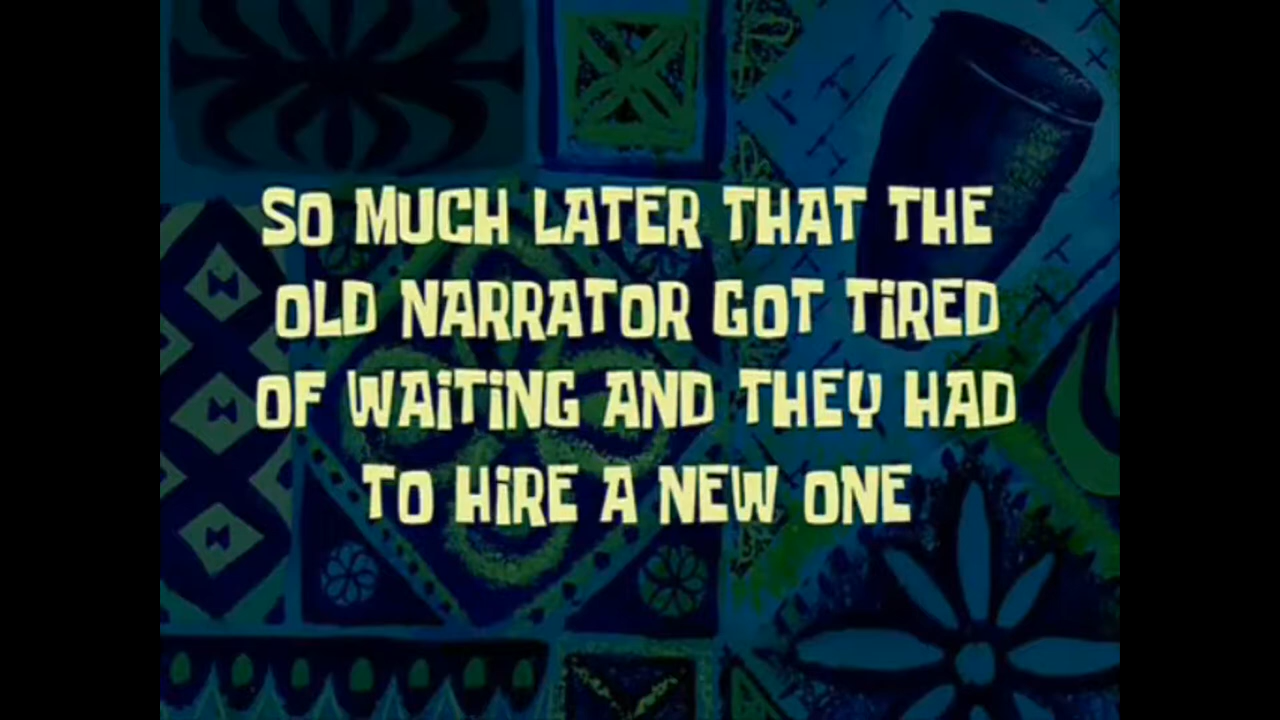 SO MUCH LATER THAT THE
OLD NARRATOR GOT TiRED
OF WAiTiNG AND THEY HAD
TO HiRE A NEW ONE